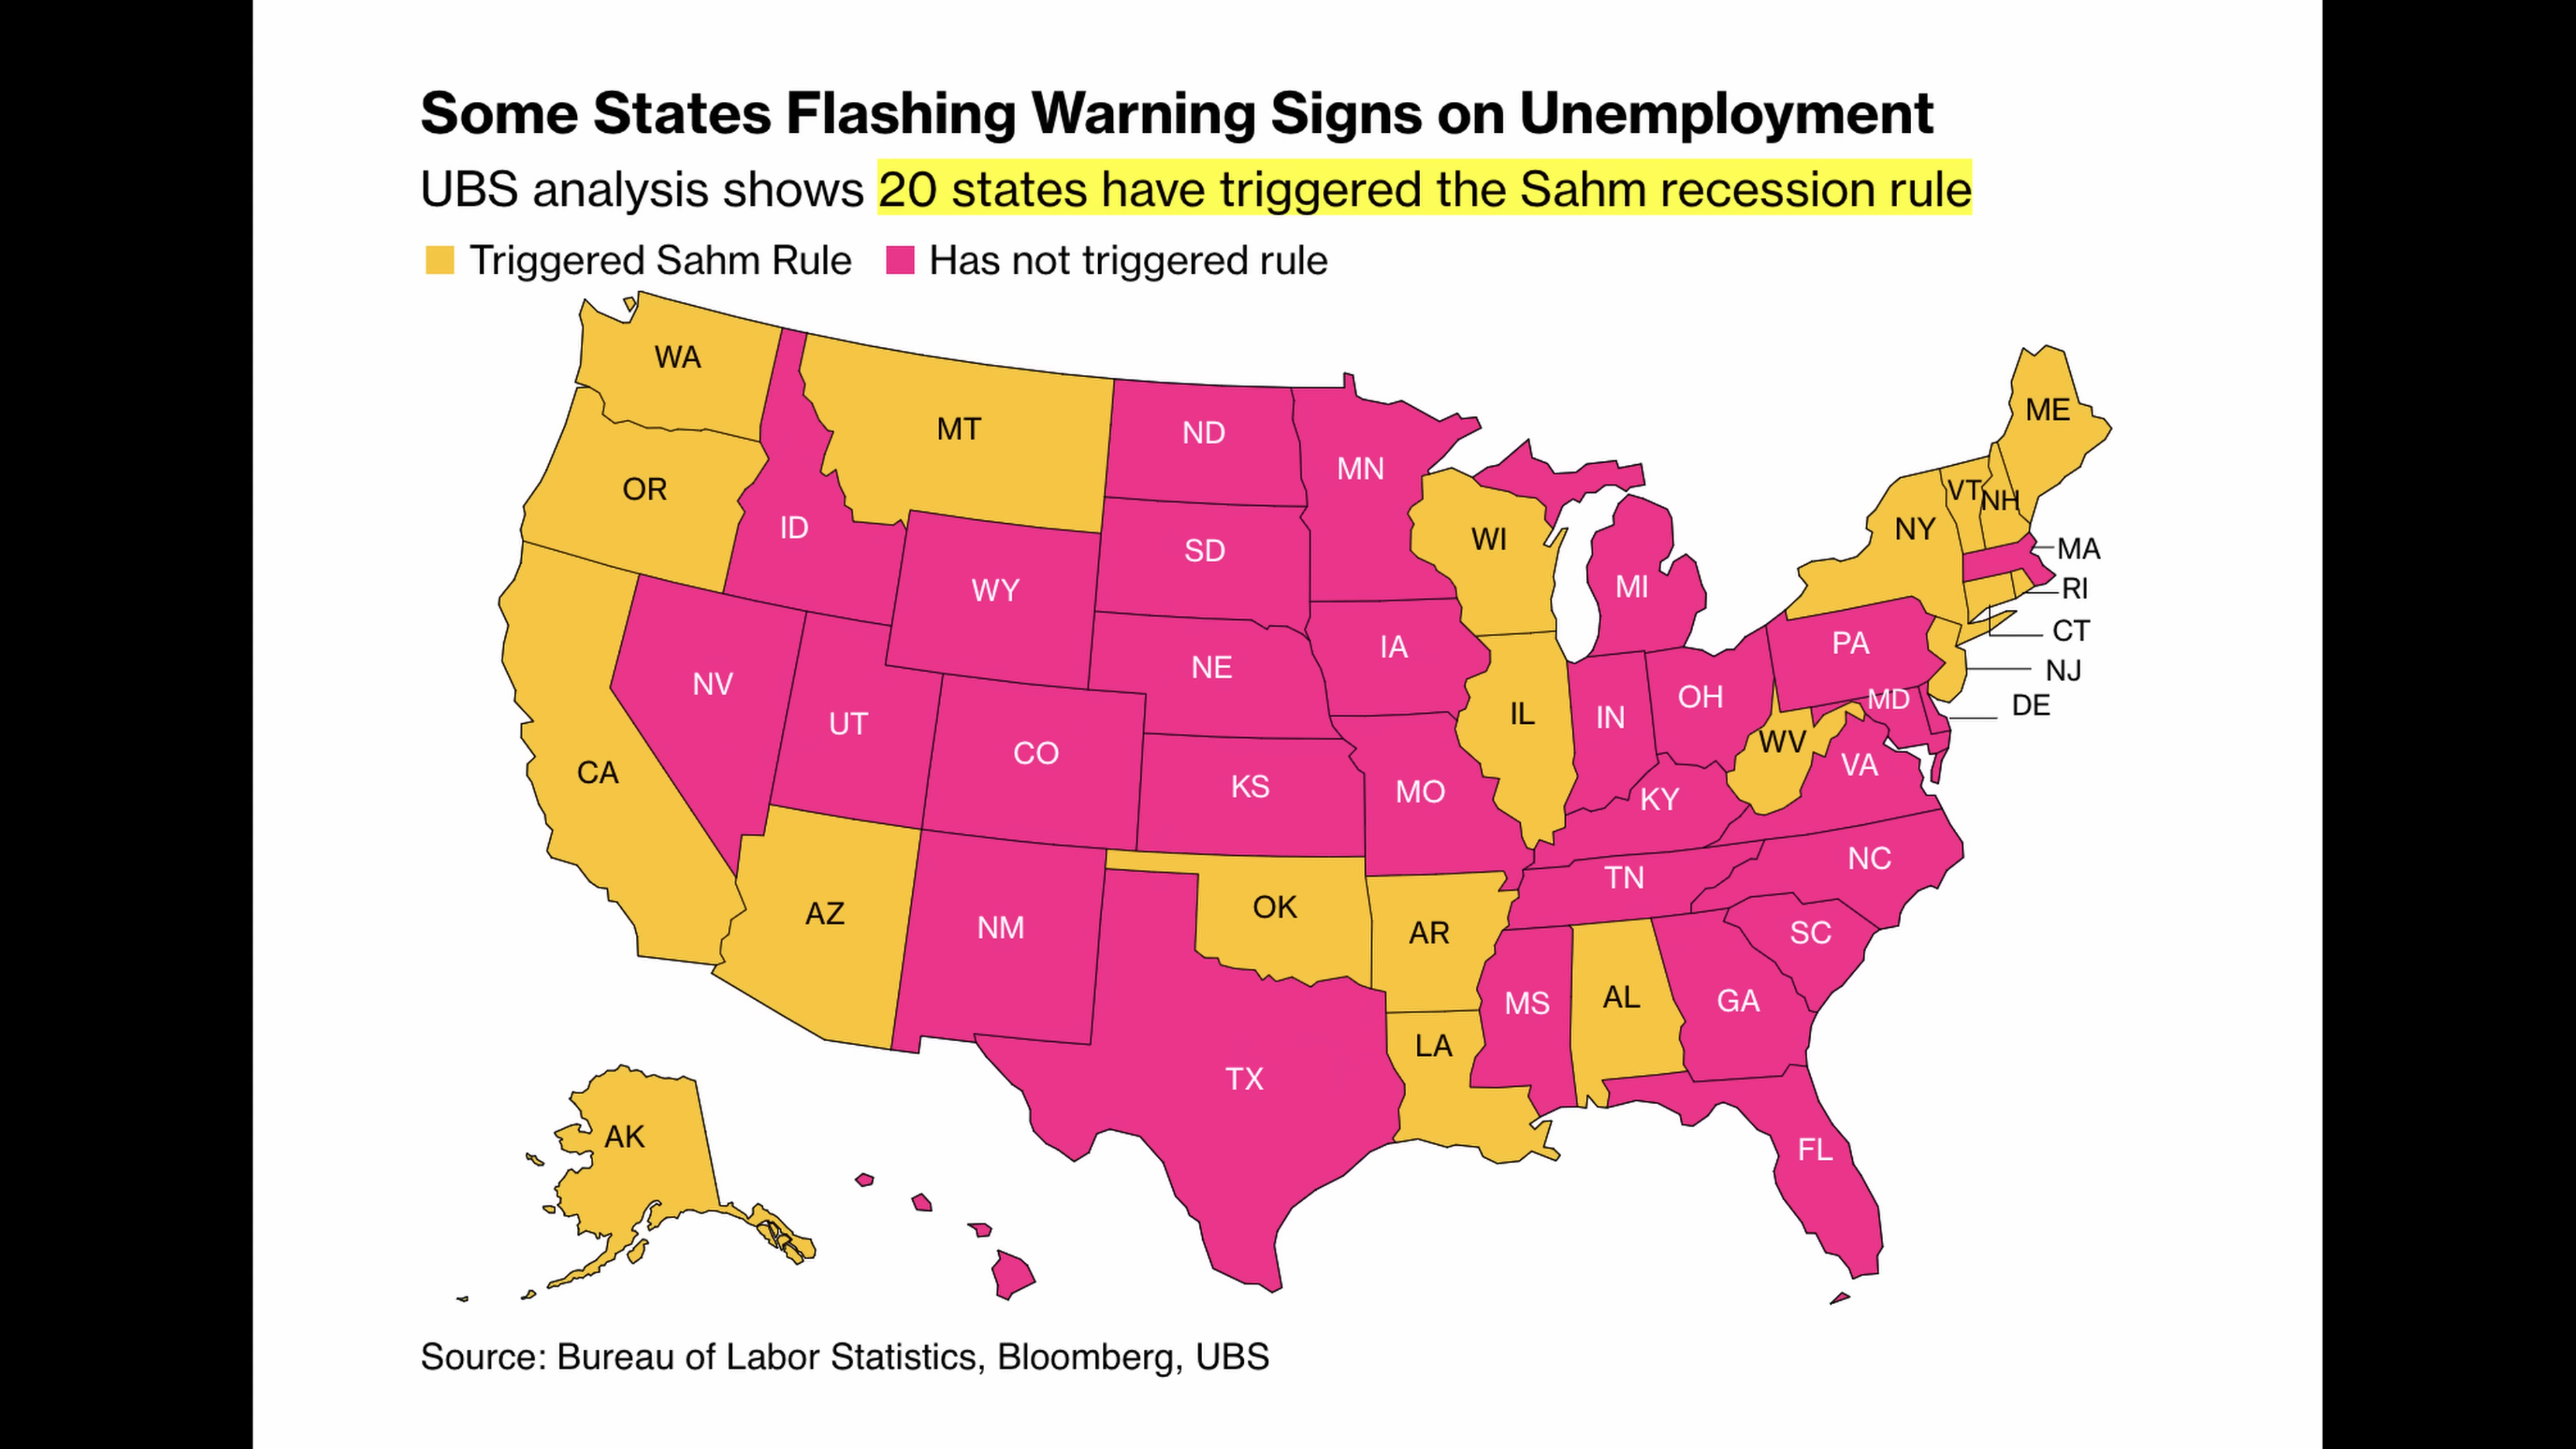 Some States Flashing Warning Signs on Unemployment
UBS analysis shows 20 states have triggered the Sahm recession rule
Triggered Sahm Rule Has not triggered rule
WA
MT
ND
MN
ME
OR
ID
WY
SD
WI
MI
NY
VT
NH
MA
RI
CT
NJ
DE
NV
UT
CO
NE
IA
IL
IN
OH
PA
MD
WV
VA
CA
KS
MO
KY
TN
NC
AZ
NM
OK
AR
SC
TX
LA
MS
AL
GA
FL
AK
Source: Bureau of Labor Statistics, Bloomberg, UBS